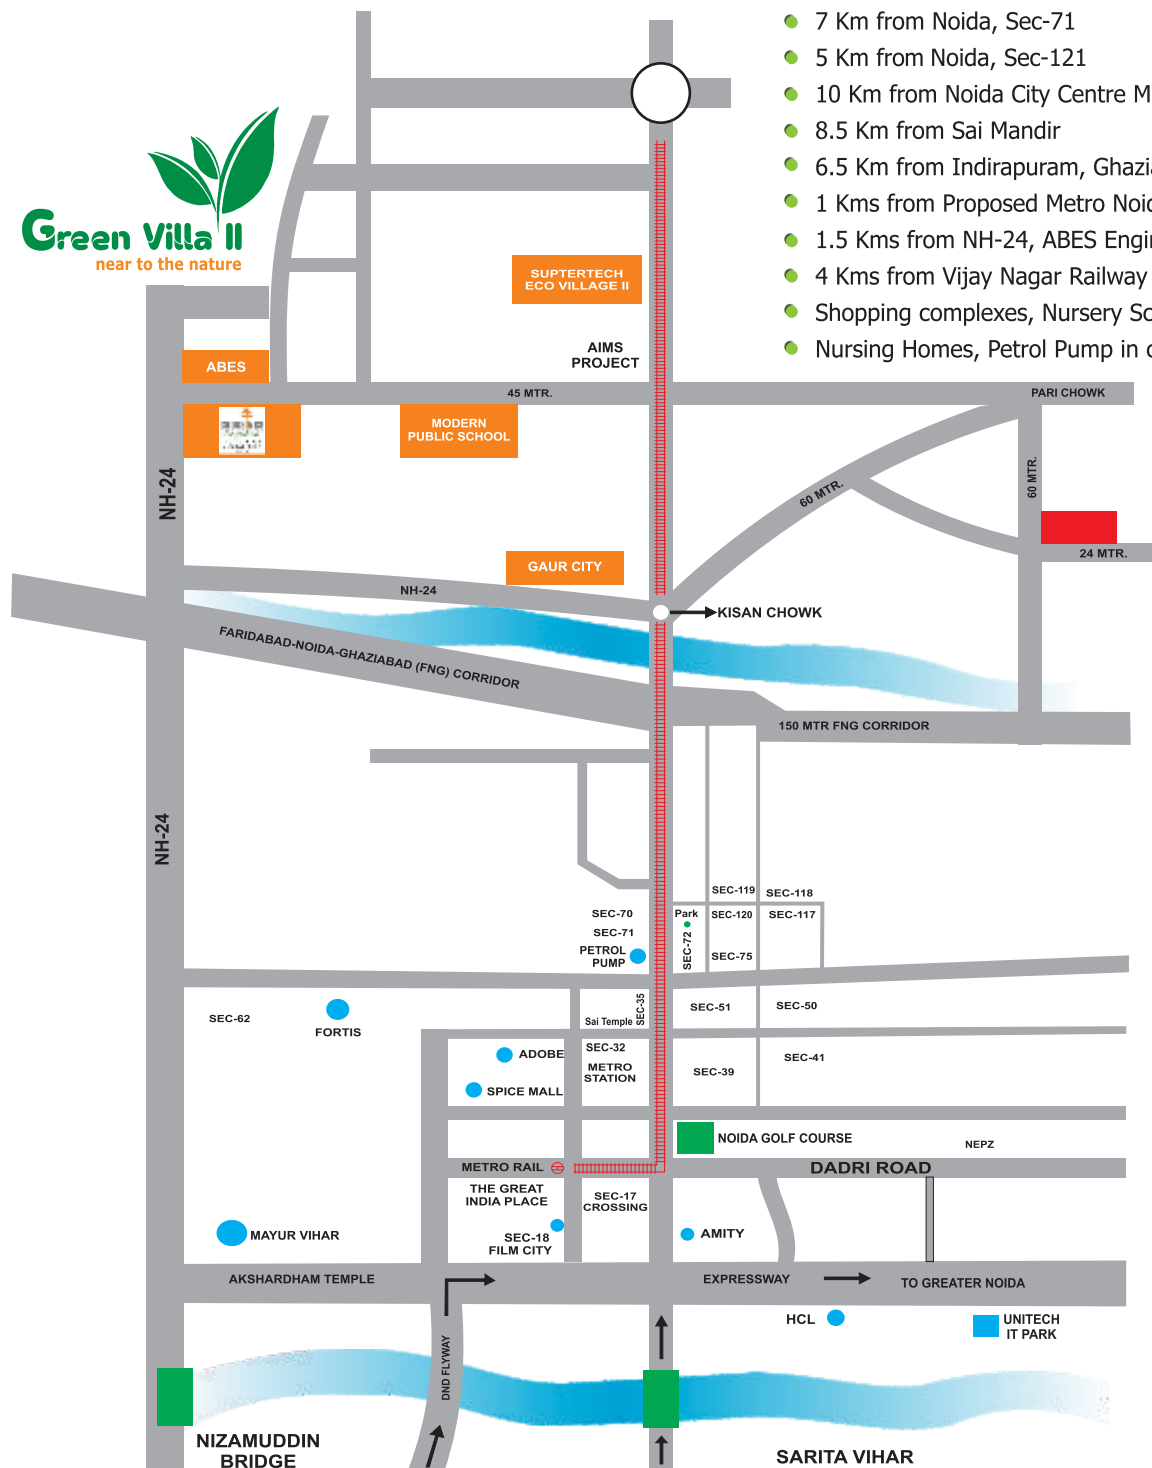 7 Km from Noida, Sec-71
5 Km from Noida, Sec-121
10 Km from Noida City Centre M
8.5 Km from Sai Mandir
6.5 Km from Indirapuram, Ghazia
1 Kms from Proposed Metro Noid
1.5 Kms from NH-24, ABES Engin
4 Kms from Vijay Nagar Railway
Shopping complexes, Nursery Sc
Nursing Homes, Petrol Pump in
Green Villa II
near to the nature
SUPTERTECH
ECO VILLAGE II
AIMS
PROJECT
ABES
45 MTR.
PARI CHOWK
MODERN
PUBLIC SCHOOL
NH-24
60 MTR.
60 MTR.
24 MTR.
GAUR CITY
NH-24
KISAN CHOWK
FARIDABAD-NOIDA-GHAZIABAD (FNG) CORRIDOR
150 MTR FNG CORRIDOR
NH-24
SEC-119
SEC-118
SEC-70
Park
SEC-120
SEC-117
SEC-71
SEC-72
PETROL
PUMP
SEC-75
SEC-62
FORTIS
SEC-35
Sai Temple
SEC-51
SEC-50
SEC-32
ADOBE
METRO
STATION
SEC-41
SEC-39
SPICE MALL
NOIDA GOLF COURSE
NEPZ
METRO RAIL
DADRI ROAD
THE GREAT
INDIA PLACE
SEC-17
CROSSING
MAYUR VIHAR
SEC-18
FILM CITY
AMITY
AKSHARDHAM TEMPLE
EXPRESSWAY
TO GREATER NOIDA
HCL
UNITECH
IT PARK
DND FLYWAY
NIZAMUDDIN
BRIDGE
SARITA VIHAR